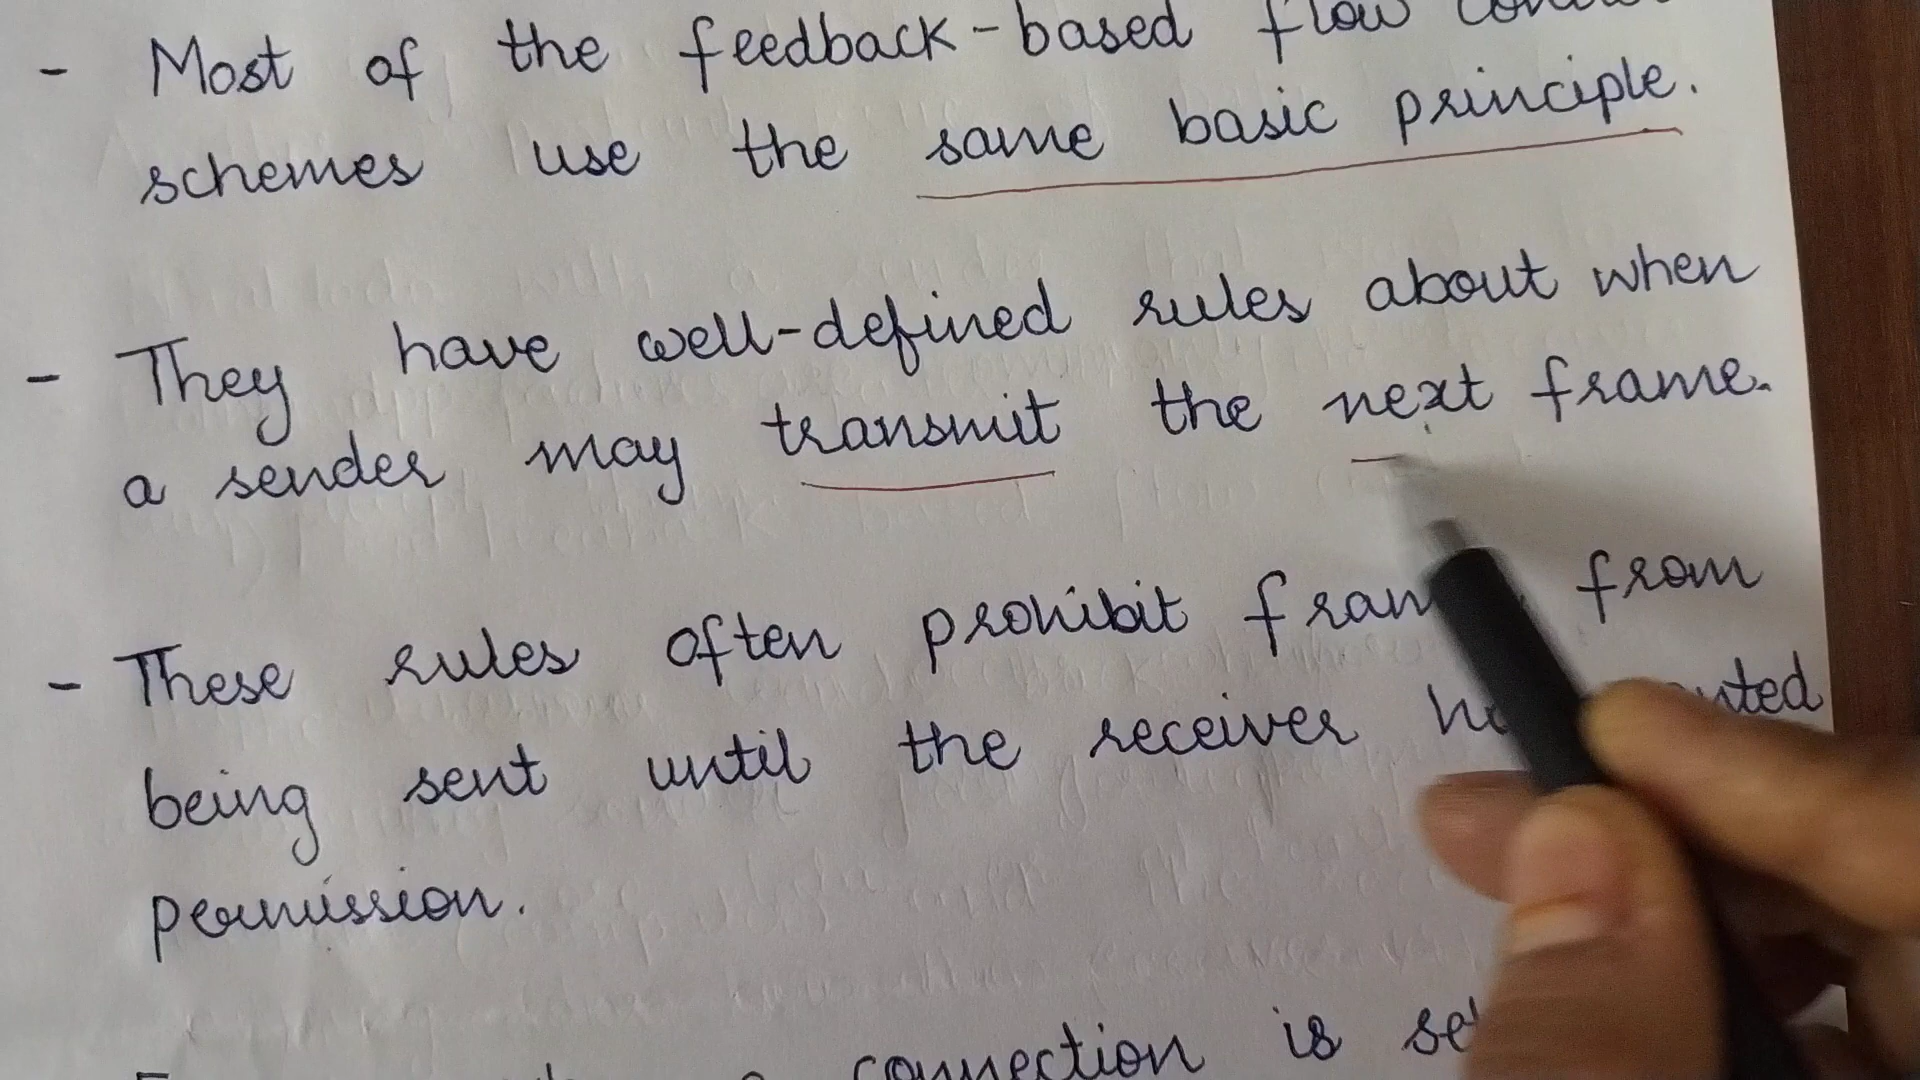 - Most of the feedback-based flow
schemes use the same basic principle.
- They have well-defined rules about when
a sender may transmit the next frame.
- These rules often prohibit from
being sent until the receiver
permission.
connection is